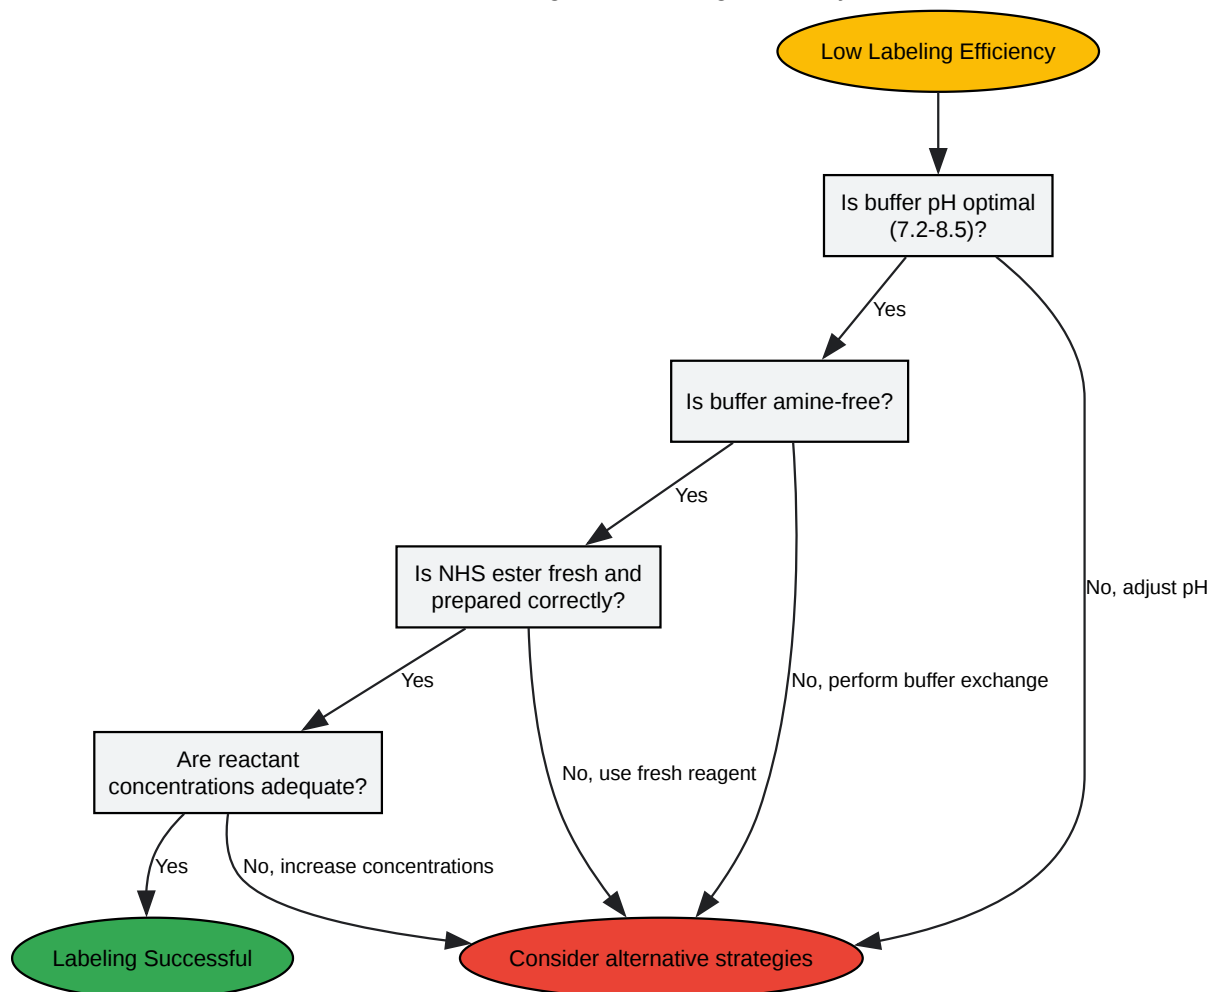 Low Labeling Efficiency
Is buffer pH optimal
(7.2-8.5)?
Yes
Is buffer amine-free?
Yes
Is NHS ester fresh and
prepared correctly?
No, adjust pH
Yes
No, perform buffer exchange
Are reactant
concentrations adequate?
No, use fresh reagent
Yes
No, increase concentrations
Labeling Successful
Consider alternative strategies